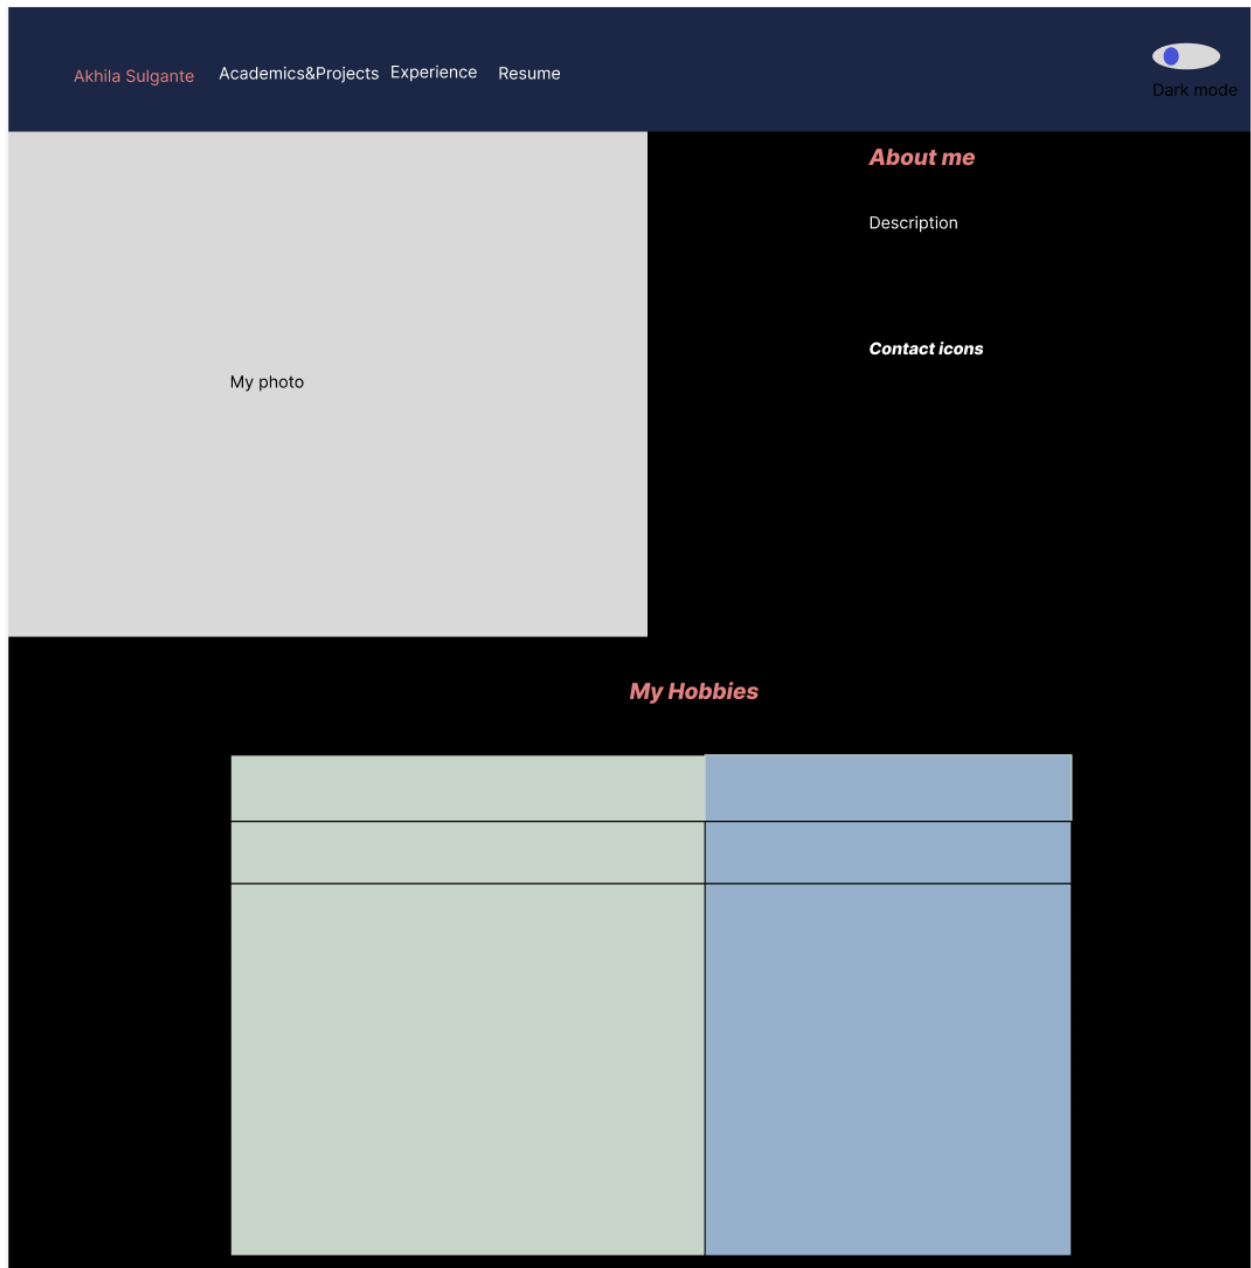 Akhila Sulgante Academics&Projects Experience Resume
Dark mode
About me
Description
Contact icons
My photo
My Hobbies